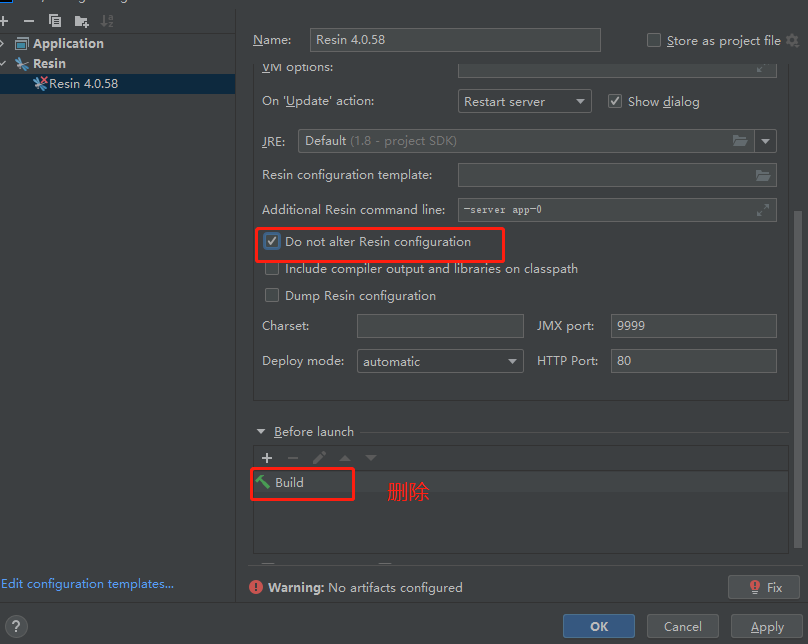 Application
Resin
Resin 4.0.58
Edit configuration templates...
Name: Resin 4.0.58 Store as project file
VM options:
On 'Update' action: Restart server Show dialog
JRE: Default (1.8 - project SDK)
Resin configuration template:
Additional Resin command line: -server app-0
Do not alter Resin configuration
Include compiler output and libraries on classpath
Dump Resin configuration
Charset: JMX port: 9999
Deploy mode: automatic HTTP Port: 80
Before launch
Build 删除
Warning: No artifacts configured Fix
? OK Cancel Apply